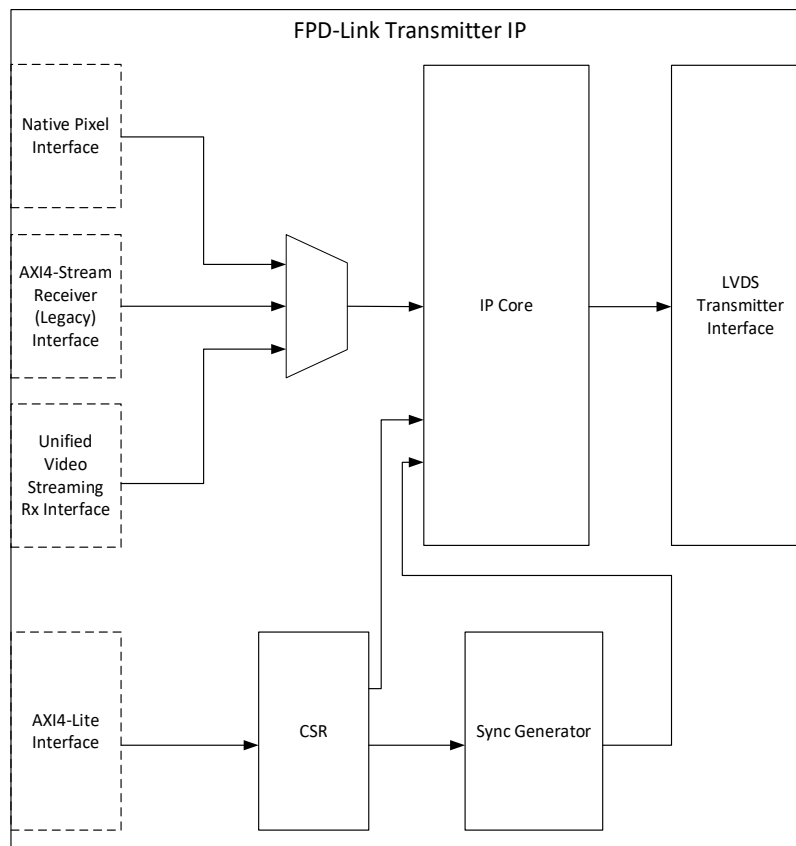 FPD-Link Transmitter IP
Native Pixel
Interface
AXI4-Stream
Receiver
(Legacy)
Interface
Unified
Video
Streaming
Rx Interface
IP Core
LVDS
Transmitter
Interface
AXI4-Lite
Interface
CSR
Sync Generator